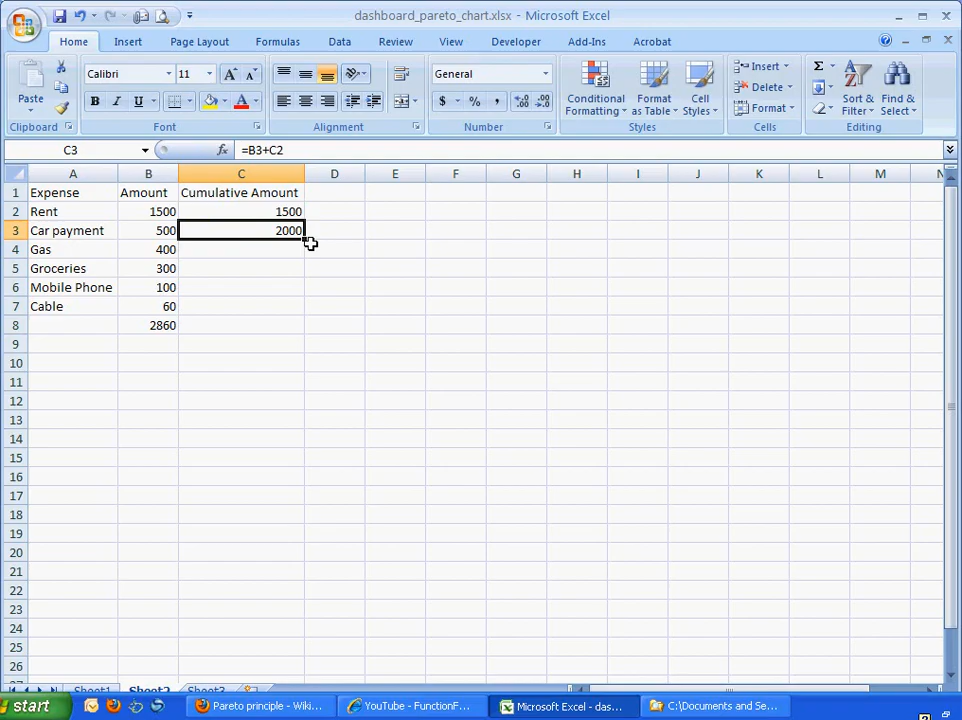 dashboard_pareto_chart.xlsx - Microsoft Excel
Home Insert Page Layout Formulas Data Review View Developer Add-Ins Acrobat
Calibri 11 General Insert
Paste B I U $ % , Conditional Formatting Format as Table Cell Styles Delete Σ Sort & Filter Find & Select
Format
Clipboard Font Alignment Number Styles Cells Editing
C3 fx =B3+C2
A B C D E F G H I J K L M N
1 Expense Amount Cumulative Amount
2 Rent 1500 1500
3 Car payment 500 2000
4 Gas 400
5 Groceries 300
6 Mobile Phone 100
7 Cable 60
8 2860
9
10
11
12
13
14
15
16
17
18
19
20
21
22
23
24
25
26
Sheet1 Sheet2 Sheet3
start Pareto principle - Wiki... YouTube - FunctionF... Microsoft Excel - das... C:\Documents and Se...